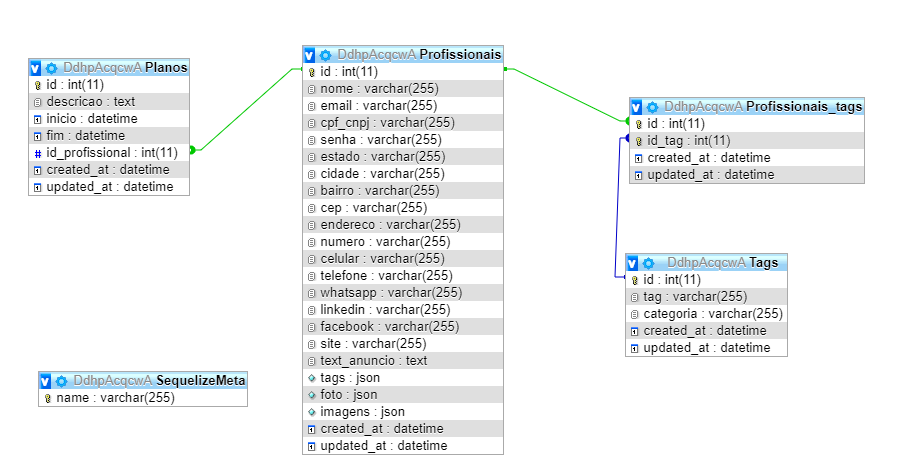 DdhpAcqcwA Planos
id : int(11)
descricao : text
inicio : datetime
fim : datetime
id_profissional : int(11)
created_at : datetime
updated_at : datetime
DdhpAcqcwA Profissionais
id : int(11)
nome : varchar(255)
email : varchar(255)
cpf_cnpj : varchar(255)
senha : varchar(255)
estado : varchar(255)
cidade : varchar(255)
bairro : varchar(255)
cep : varchar(255)
endereco : varchar(255)
numero : varchar(255)
celular : varchar(255)
telefone : varchar(255)
whatsapp : varchar(255)
linkedin : varchar(255)
facebook : varchar(255)
site : varchar(255)
text_anuncio : text
tags : json
foto : json
imagens : json
created_at : datetime
updated_at : datetime
DdhpAcqcwA Profissionais_tags
id : int(11)
id_tag : int(11)
created_at : datetime
updated_at : datetime
DdhpAcqcwA Tags
id : int(11)
tag : varchar(255)
categoria : varchar(255)
created_at : datetime
updated_at : datetime
DdhpAcqcwA SequelizeMeta
name : varchar(255)